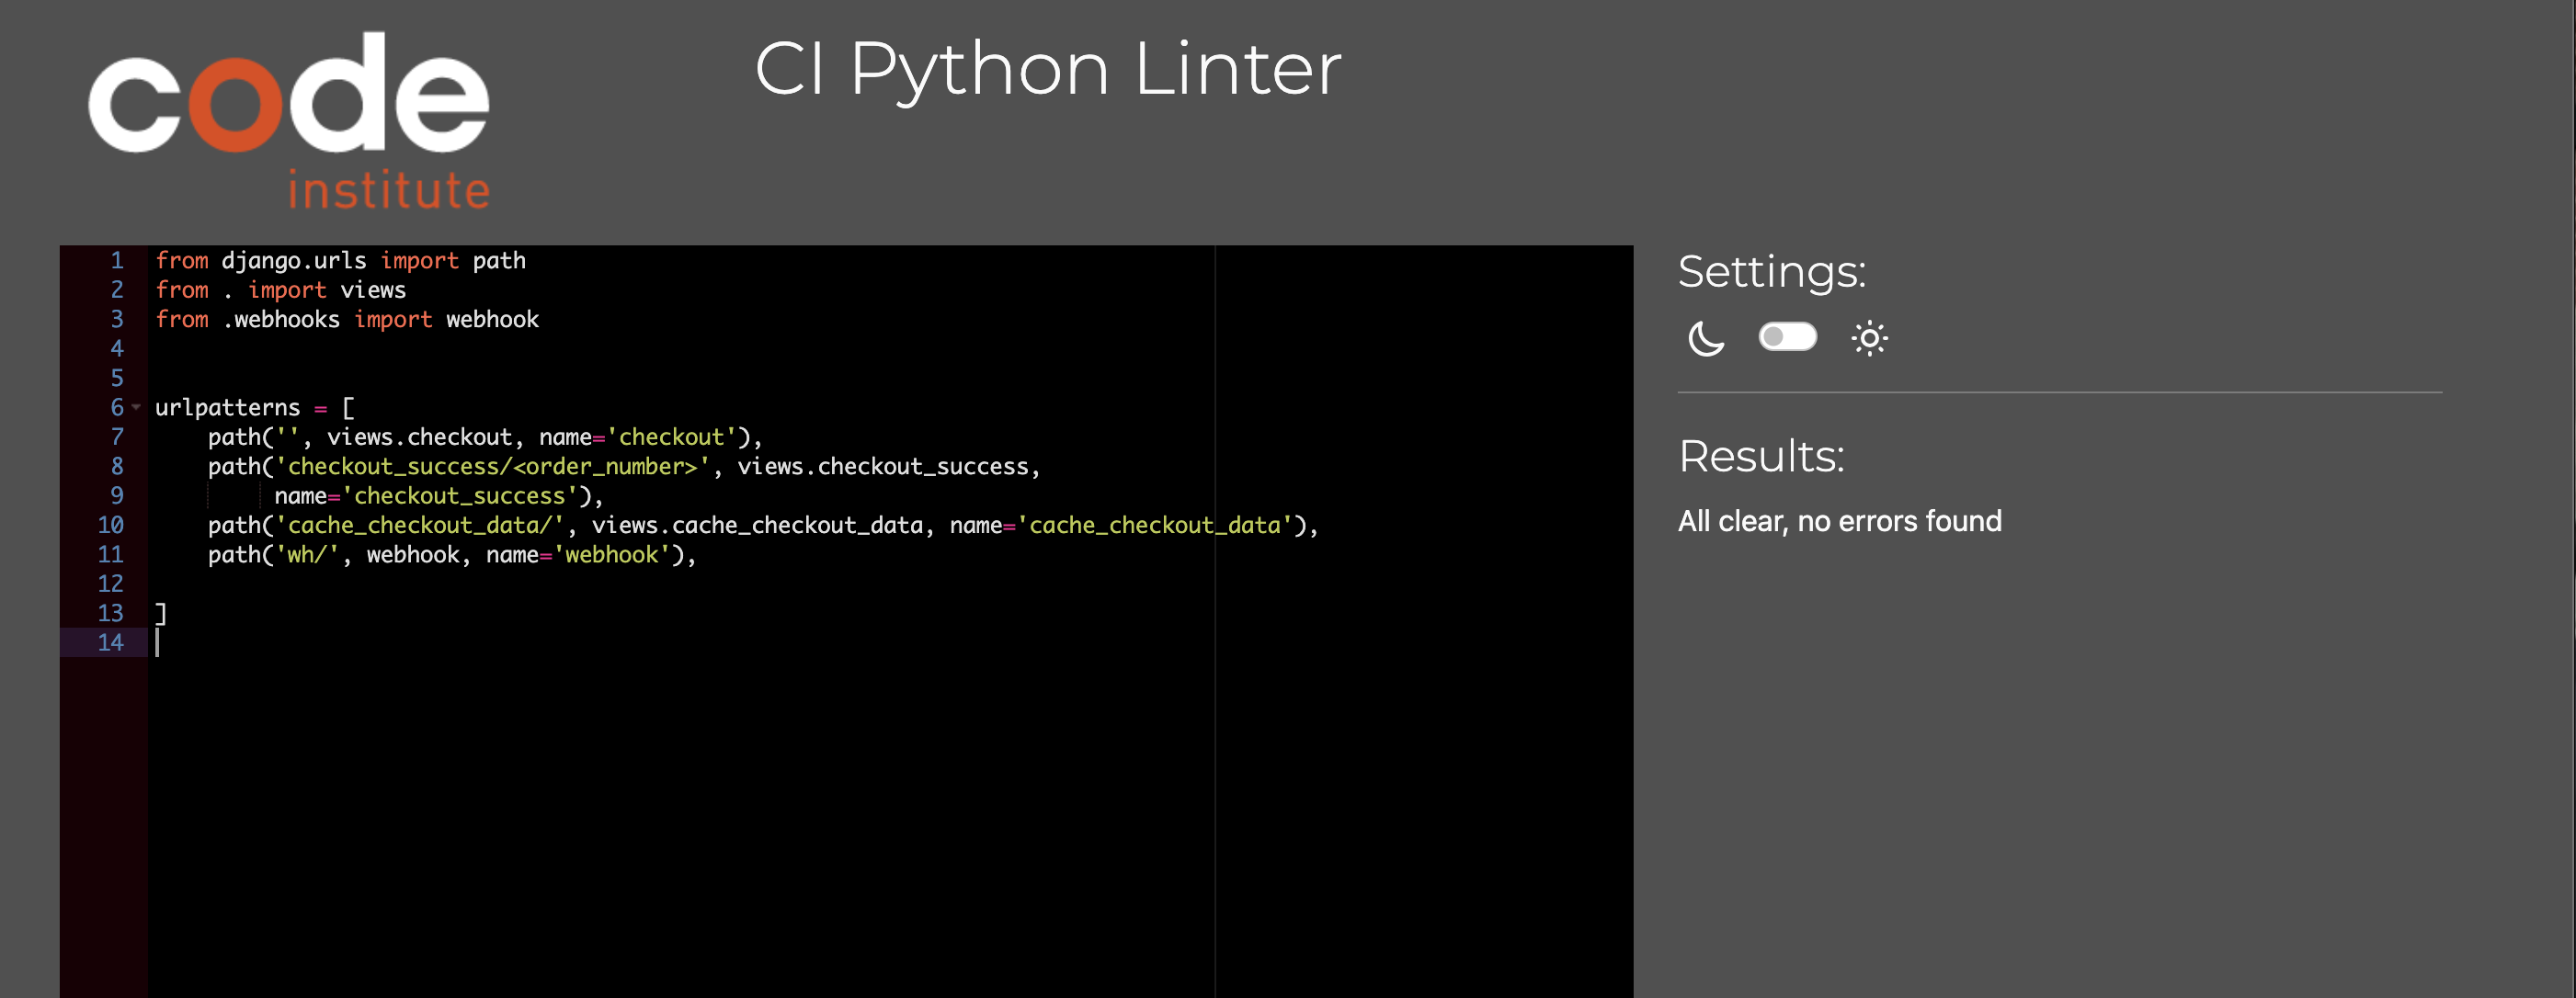 code
institute
CI Python Linter
1 from django.urls import path
2 from . import views
3 from .webhooks import webhook
4
5
6 urlpatterns = [
7     path('', views.checkout, name='checkout'),
8     path('checkout_success/<order_number>', views.checkout_success,
9          name='checkout_success'),
10     path('cache_checkout_data/', views.cache_checkout_data, name='cache_checkout_data'),
11     path('wh/', webhook, name='webhook'),
12
13 ]
14
Settings:
Results:
All clear, no errors found